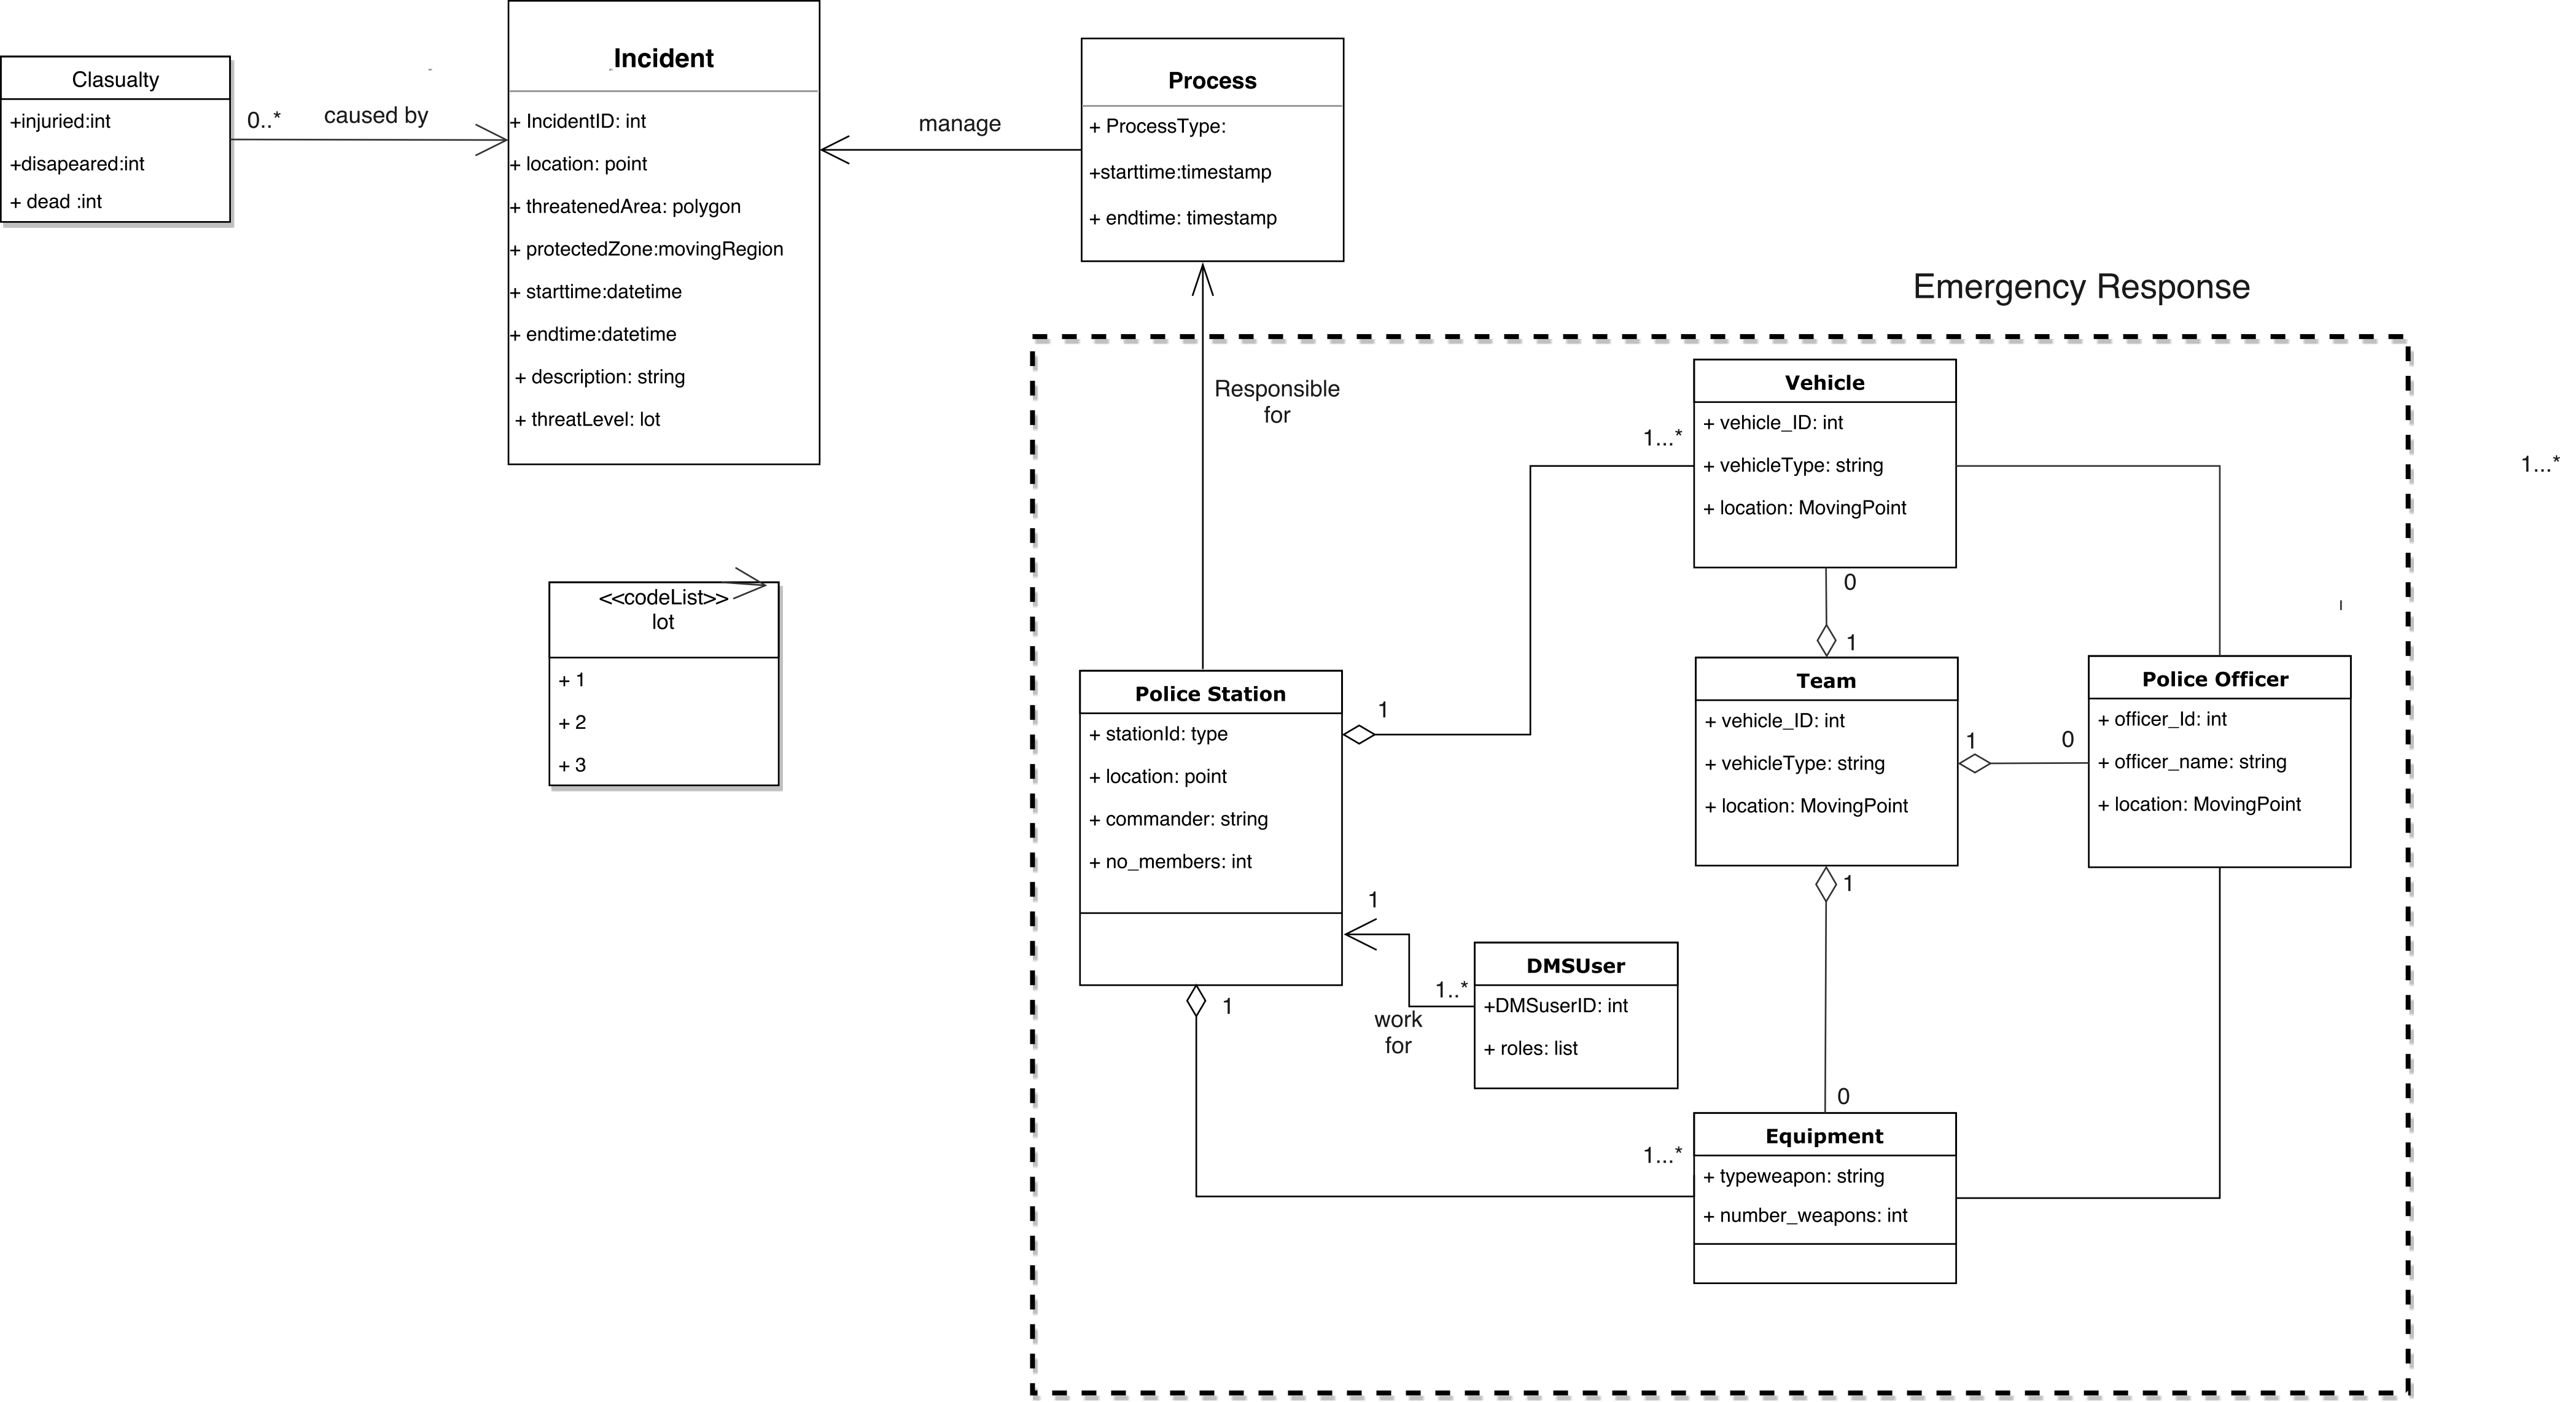 Clasualty
+injuried:int
+disapeared:int
+ dead :int
0..*
caused by
Incident
+ IncidentID: int
+ location: point
+ threatenedArea: polygon
+ protectedZone:movingRegion
+ starttime:datetime
+ endtime:datetime
+ description: string
+ threatLevel: lot
manage
Process
+ ProcessType:
+starttime:timestamp
+ endtime: timestamp
<<codeList>>
lot
+ 1
+ 2
+ 3
Emergency Response
Responsible
for
Vehicle
+ vehicle_ID: int
+ vehicleType: string
+ location: MovingPoint
1...*
1...*
0
1
Police Station
+ stationId: type
+ location: point
+ commander: string
+ no_members: int
1
Team
+ vehicle_ID: int
+ vehicleType: string
+ location: MovingPoint
1
0
Police Officer
+ officer_Id: int
+ officer_name: string
+ location: MovingPoint
1
1
1
1..*
work
for
DMSUser
+DMSuserID: int
+ roles: list
0
1...*
Equipment
+ typeweapon: string
+ number_weapons: int